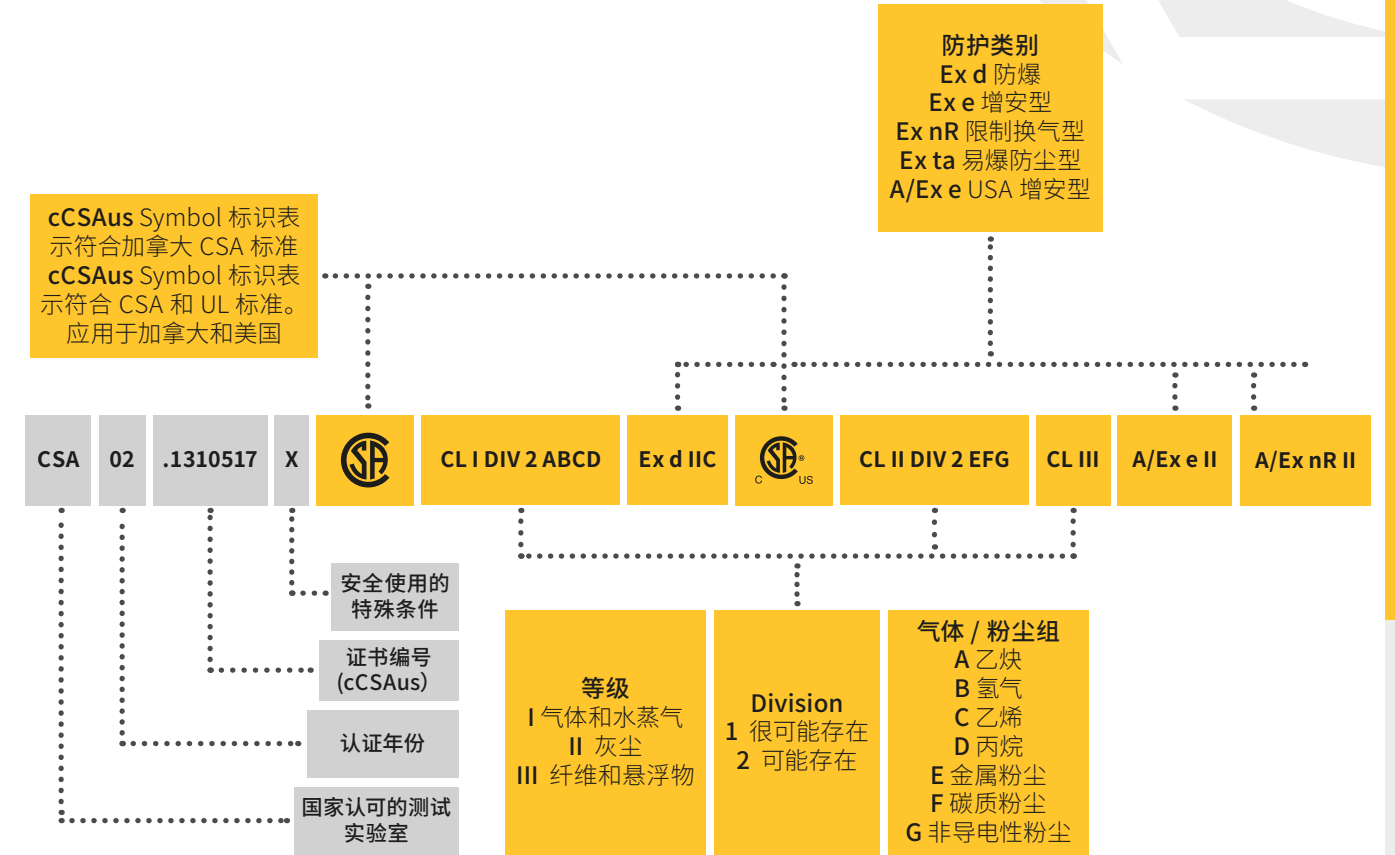 防护类别
Ex d 防爆
Ex e 增安型
Ex nR 限制换气型
Ex ta 易爆防尘型
A/Ex e USA 增安型
cCSAus Symbol 标识表
示符合加拿大 CSA 标准
cCSAus Symbol 标识表
示符合 CSA 和 UL 标准。
应用于加拿大和美国
CSA 02 .1310517 X SA CL I DIV 2 ABCD Ex d IIC C SA ® US CL II DIV 2 EFG CL III A/Ex e II A/Ex nR II
安全使用的
特殊条件
证书编号
(cCSAus）
认证年份
国家认可的测试
实验室
等级
I 气体和水蒸气
II 灰尘
III 纤维和悬浮物
Division
1 很可能存在
2 可能存在
气体 / 粉尘组
A 乙炔
B 氢气
C 乙烯
D 丙烷
E 金属粉尘
F 碳质粉尘
G 非导电性粉尘